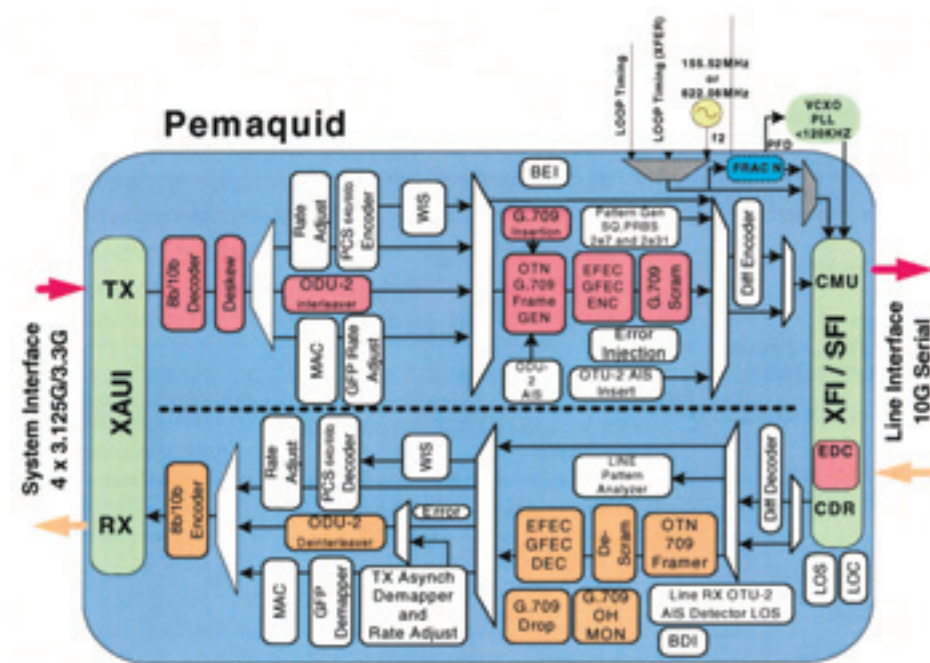 LOOP Timing
LOOP Timing (XFER)
155.52MHz
or
622.08MHz
f2
VCXO
PLL
<120KHZ
PFD
FRAC N
Pemaquid
System Interface
4 x 3.125G/3.3G
XAUI
TX
RX
8b/10b
Decoder
Deskew
Rate
Adjust
PCS 64b/66b
Encoder
WIS
ODU-2
interleaver
MAC
GFP /Rate
Adjust
BEI
G.709
Insertion
Pattern Gen
SQ,PRBS
2e7 and 2e31
OTN
G.709
Frame
GEN
EFEC
GFEC
ENC
G.709
Scram
Error
Injection
ODU-
2
AIS
OTU-2 AIS
Insert
Diff Encoder
CMU
XFI / SFI
EDC
CDR
Line Interface
10G Serial
8b/10b
Encoder
Rate
Adjust
PCS 64b/66b
Decoder
WIS
ODU-2
Deinterleaver
Error
MAC
GFP
Demapper
TX Asynch
Demapper
and
Rate Adjust
LINE
Pattern
Analyzer
EFEC
GFEC
DEC
De-
Scram
OTN
709
Framer
Diff Decoder
G.709
Drop
G.709
OH
MON
Line RX OTU-2
AIS Detector LOS
BDI
LOS
LOC